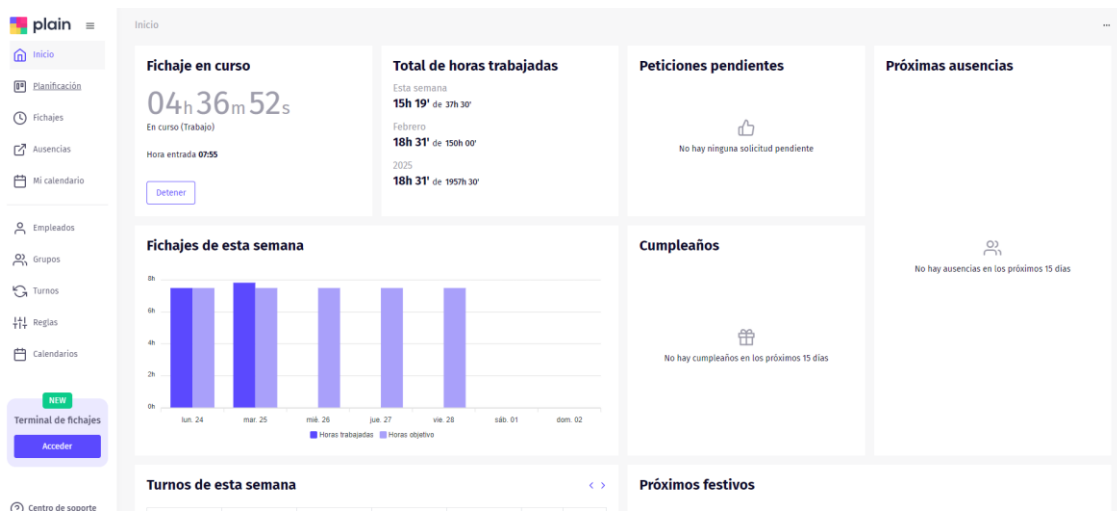 plain
Inicio
Planificación
Fichajes
Ausencias
Mi calendario
Empleados
Grupos
Turnos
Reglas
Calendarios
NEW
Terminal de fichajes
Acceder
Centro de soporte
Inicio
Fichaje en curso
04h 36m 52s
En curso (Trabajo)
Hora entrada 07:55
Detener
Total de horas trabajadas
Esta semana
15h 19' de 37h 30'
Febrero
18h 31' de 150h 00'
2025
18h 31' de 1957h 30'
Peticiones pendientes
No hay ninguna solicitud pendiente
Próximas ausencias
No hay ausencias en los próximos 15 días
Fichajes de esta semana
8h
6h
4h
2h
0h
lun. 24 mar. 25 mié. 26 jue. 27 vie. 28 sáb. 01 dom. 02
Horas trabajadas Horas objetivo
Cumpleaños
No hay cumpleaños en los próximos 15 días
Turnos de esta semana
Próximos festivos